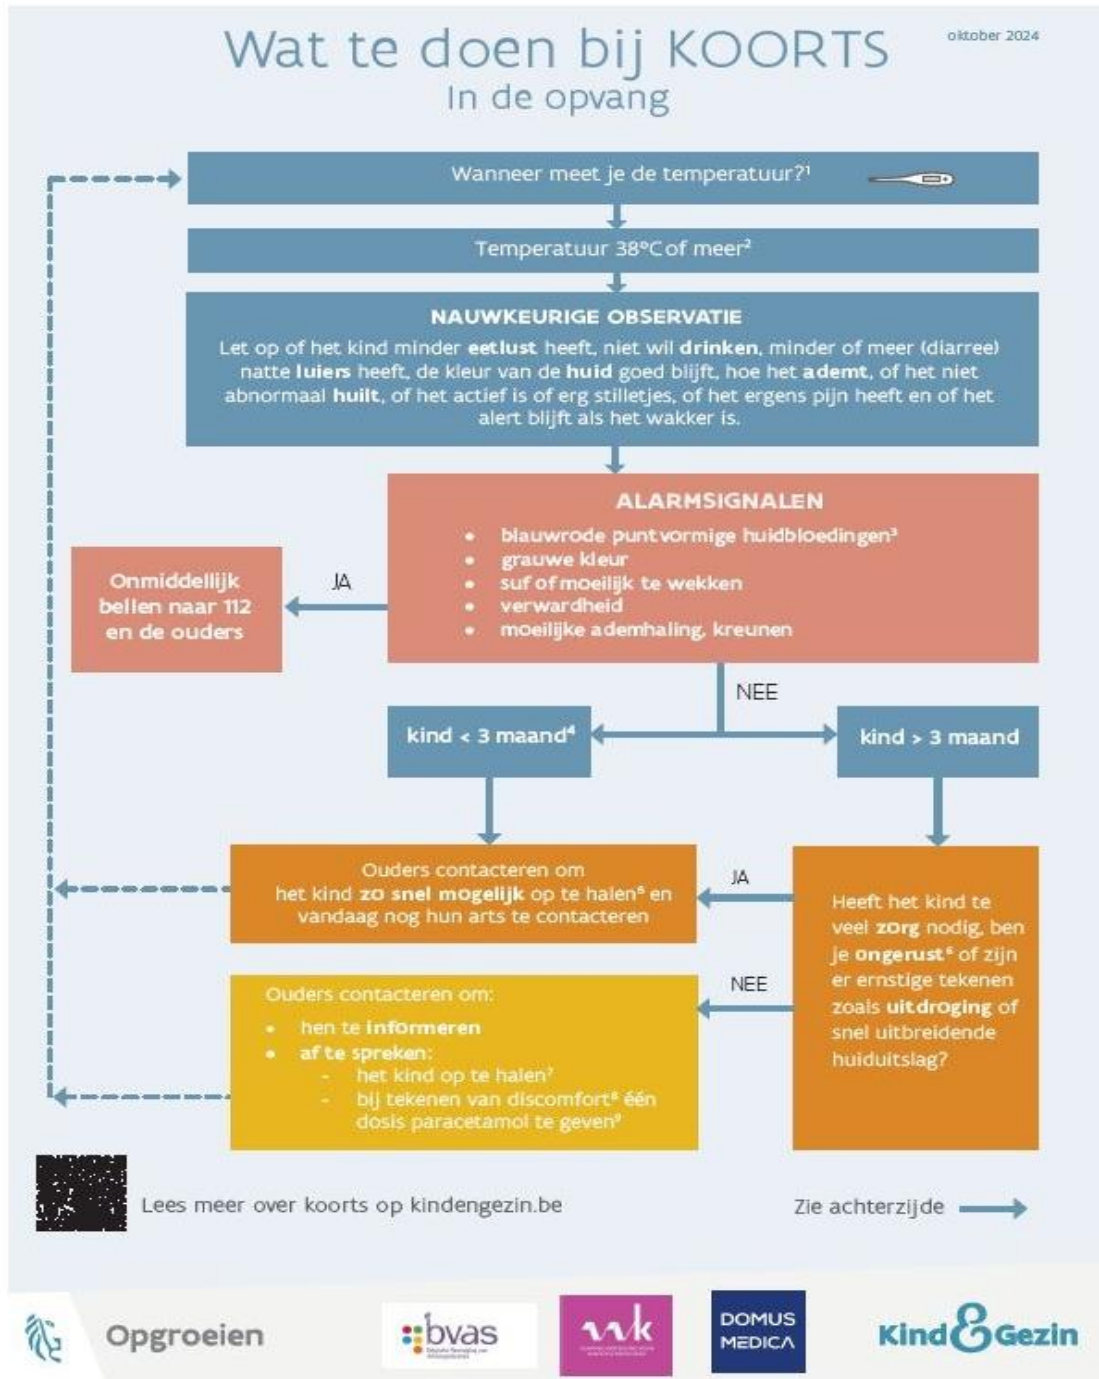 Wat te doen bij KOORTS
oktober 2024
In de opvang
Wanneer meet je de temperatuur?¹
Temperatuur 38°C of meer²
NAUWKEURIGE OBSERVATIE
Let op of het kind minder eetlust heeft, niet wil drinken, minder of meer (diarree)
natte luiers heeft, de kleur van de huid goed blijft, hoe het ademt, of het niet
abnormaal huilt, of het actief is of erg stilletjes, of het ergens pijn heeft en of het
alert blijft als het wakker is.
ALARMSIGNALEN
• blauwrode puntvormige huidbloedingen³
• grauwe kleur
• suf of moeilijk te wekken
• verwardheid
• moeilijke ademhaling, kreunen
JA
Onmiddellijk
bellen naar 112
en de ouders
NEE
kind < 3 maand⁴
kind > 3 maand
Ouders contacteren om
het kind zo snel mogelijk op te halen⁵ en
vandaag nog hun arts te contacteren
JA
Heeft het kind te
veel zorg nodig, ben
je ongerust⁶ of zijn
er ernstige tekenen
zoals uitdroging of
snel uitbreidende
huiduitslag?
NEE
Ouders contacteren om:
• hen te informeren
• af te spreken:
- het kind op te halen⁷
- bij tekenen van discomfort⁸ één
dosis paracetamol te geven⁹
Lees meer over koorts op kindengezin.be
Zie achterzijde
Opgroeien
bvas
vvk
DOMUS
MEDICA
Kind & Gezin